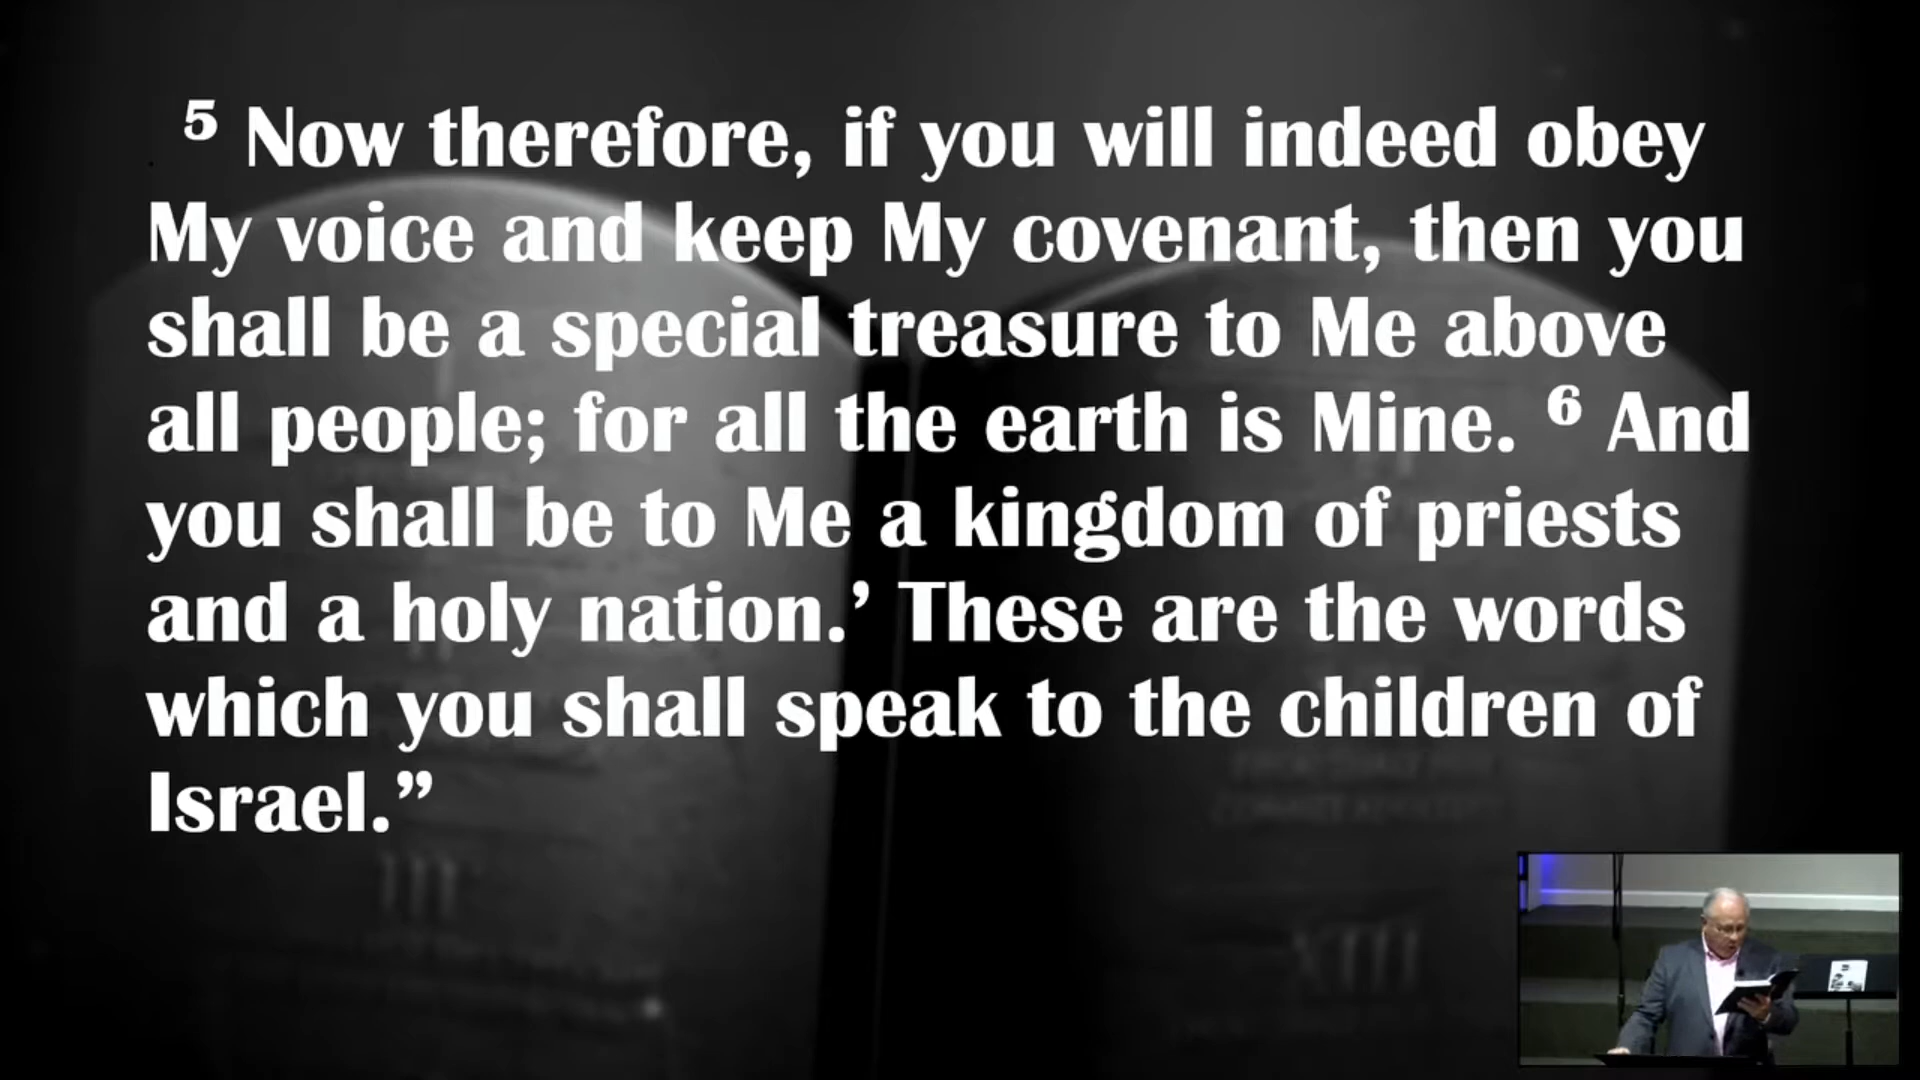 5 Now therefore, if you will indeed obey
My voice and keep My covenant, then you
shall be a special treasure to Me above
all people; for all the earth is Mine. 6 And
you shall be to Me a kingdom of priests
and a holy nation.’ These are the words
which you shall speak to the children of
Israel.”
III
XIII